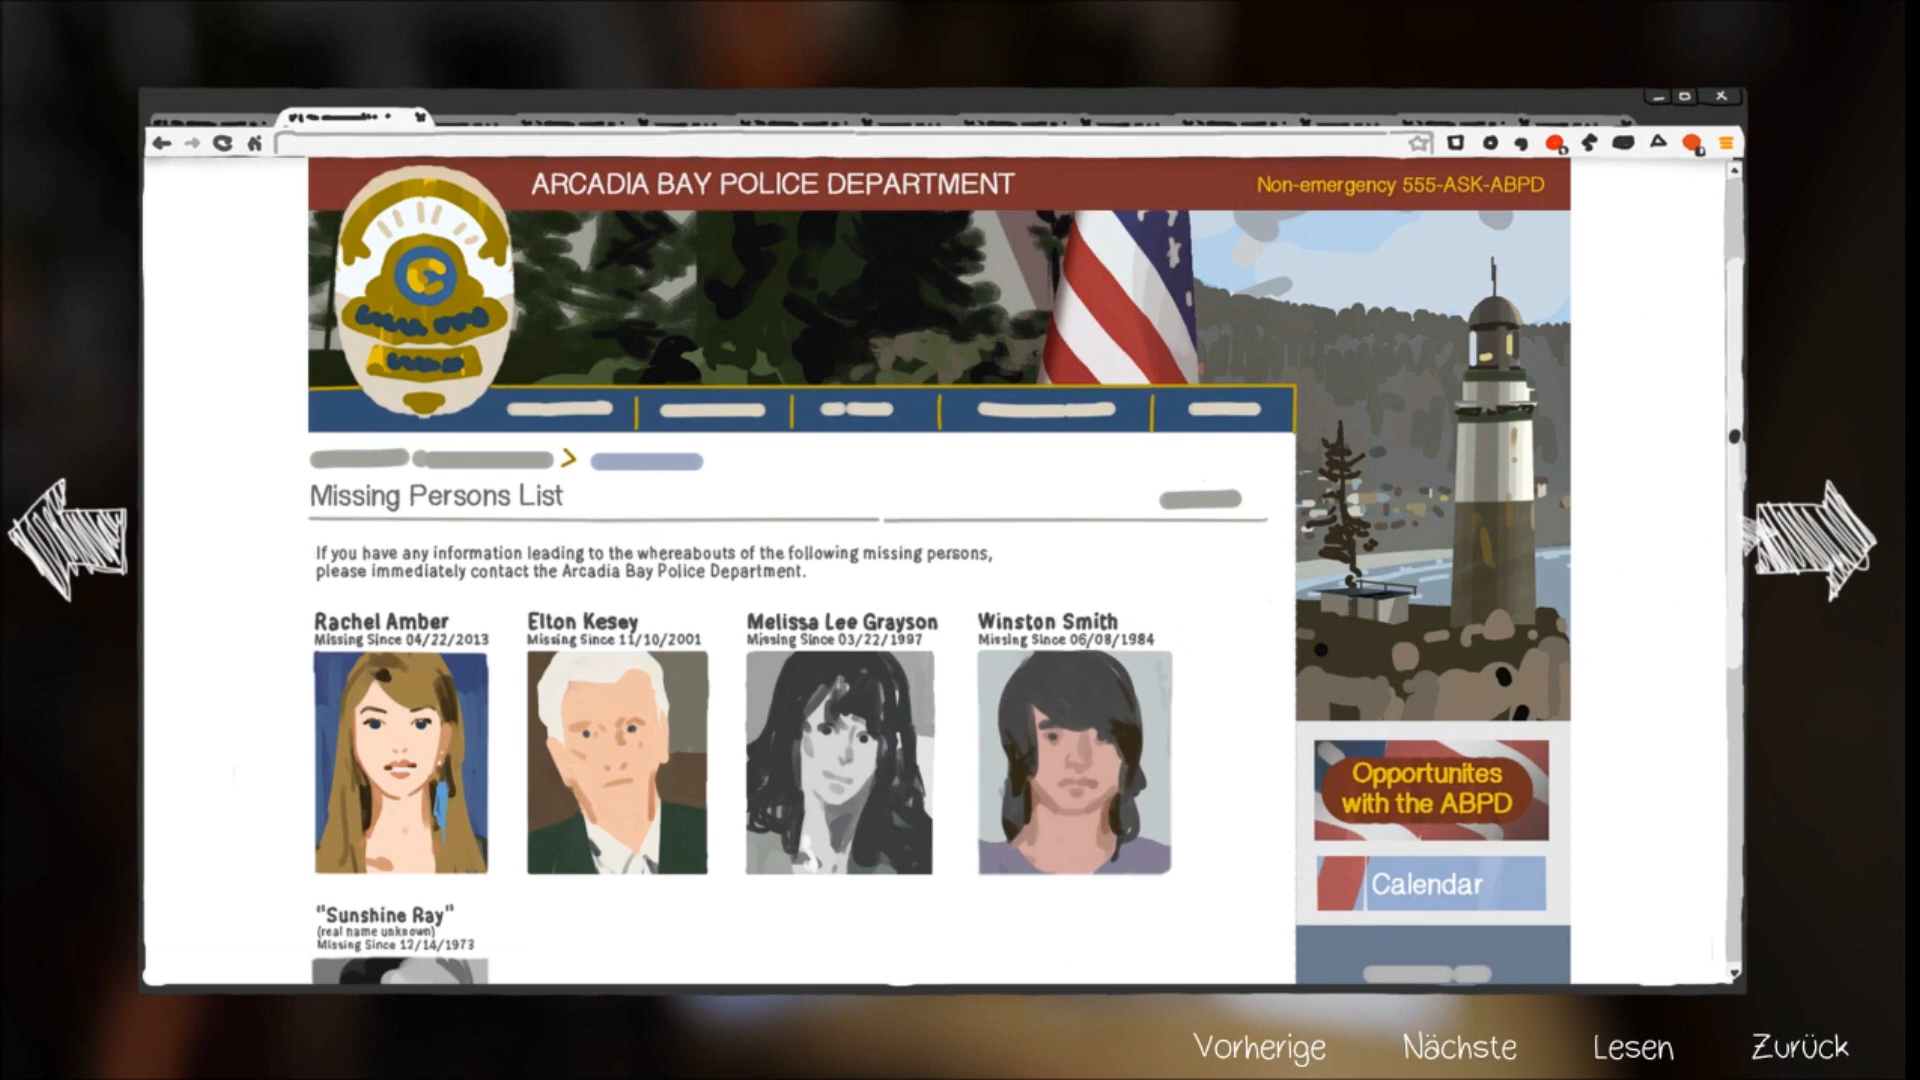 ARCADIA BAY POLICE DEPARTMENT
Non-emergency 555-ASK-ABPD
Missing Persons List
If you have any information leading to the whereabouts of the following missing persons,
please immediately contact the Arcadia Bay Police Department.
Rachel Amber
Missing Since 04/22/2013
Elton Kesey
Missing Since 11/10/2001
Melissa Lee Grayson
Missing Since 03/22/1997
Winston Smith
Missing Since 06/08/1984
"Sunshine Ray"
(real name unknown)
Missing Since 12/14/1973
Opportunites
with the ABPD
Calendar
Vorherige
Nächste
Lesen
Zurück